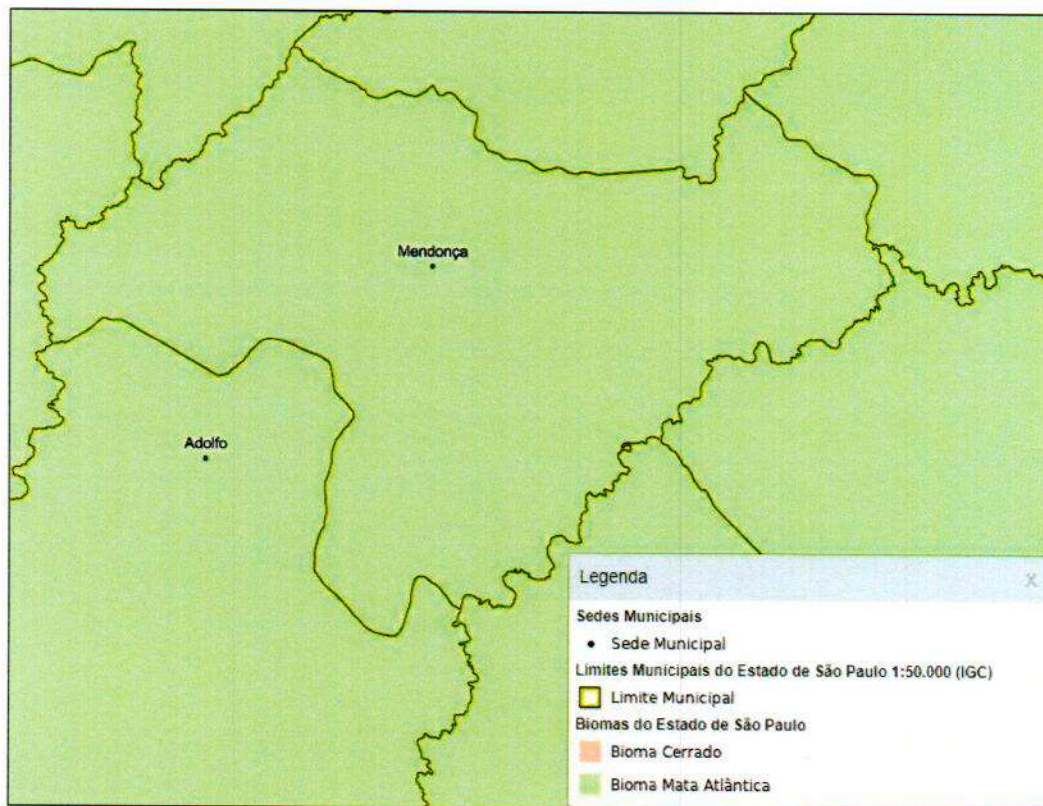 Mendonça
Adolfo
Legenda X
Sedes Municipais
Sede Municipal
Limites Municipais do Estado de São Paulo 1:50.000 (IGC)
Limite Municipal
Biomas do Estado de São Paulo
Bioma Cerrado
Bioma Mata Atlântica